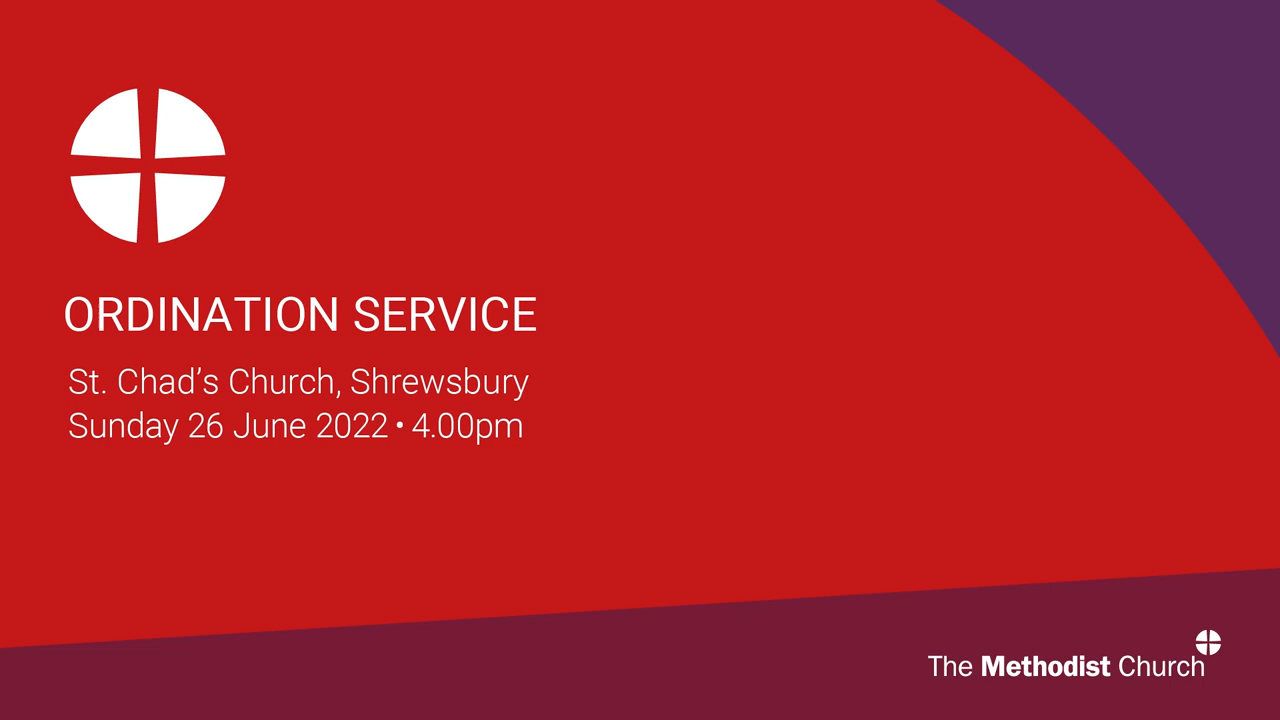 ORDINATION SERVICE
St. Chad’s Church, Shrewsbury
Sunday 26 June 2022 • 4.00pm
The Methodist Church